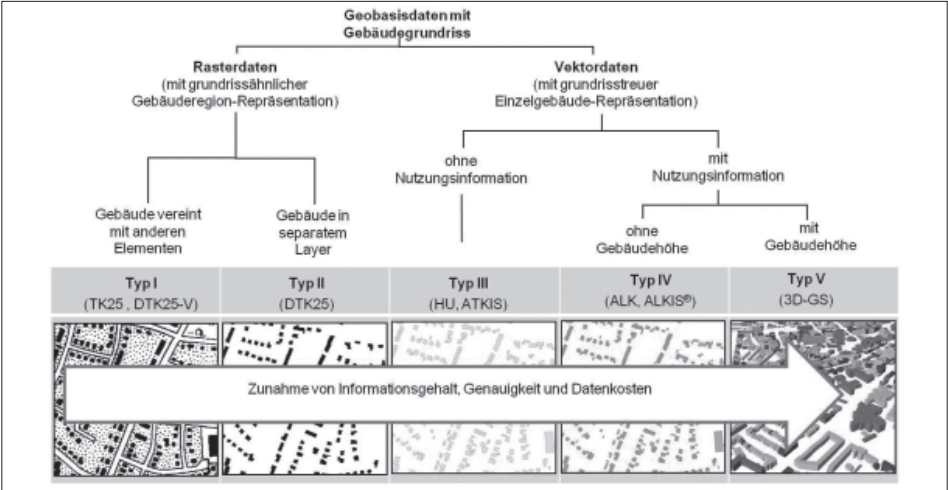 Geobasisdaten mit
Gebäudegrundriss
Rasterdaten
(mit grundrissähnlicher
Gebäuderegion-Repräsentation)
Vektordaten
(mit grundrisstreuer
Einzelgebäude-Repräsentation)
ohne
Nutzungsinformation
mit
Nutzungsinformation
Gebäude vereint
mit anderen
Elementen
Gebäude in
separatem
Layer
ohne
Gebäudehöhe
mit
Gebäudehöhe
Typ I
(TK25 , DTK25-V)
Typ II
(DTK25)
Typ III
(HU, ATKIS)
Typ IV
(ALK, ALKIS®)
Typ V
(3D-GS)
Zunahme von Informationsgehalt, Genauigkeit und Datenkosten